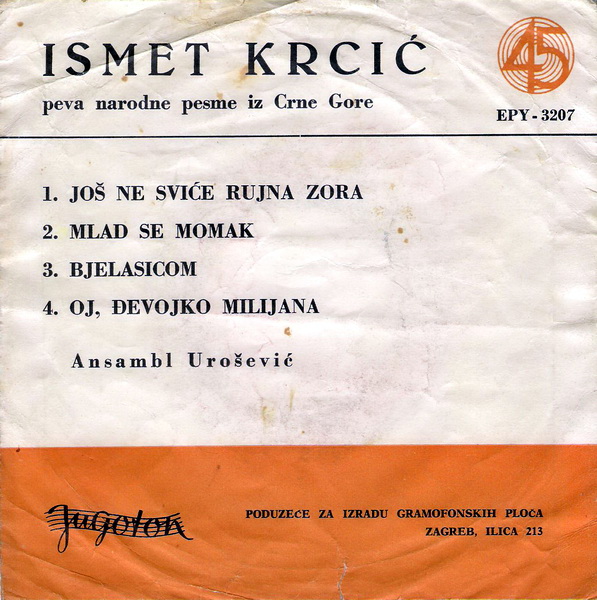 ISMET KRCIĆ
peva narodne pesme iz Crne Gore
45
EPY - 3207
1. JOŠ NE SVIĆE RUJNA ZORA
2. MLAD SE MOMAK
3. BJELASICOM
4. OJ, ĐEVOJKO MILIJANA
Ansambl Urošević
Jugoton
PODUZEĆE ZA IZRADU GRAMOFONSKIH PLOČA
ZAGREB, ILICA 213